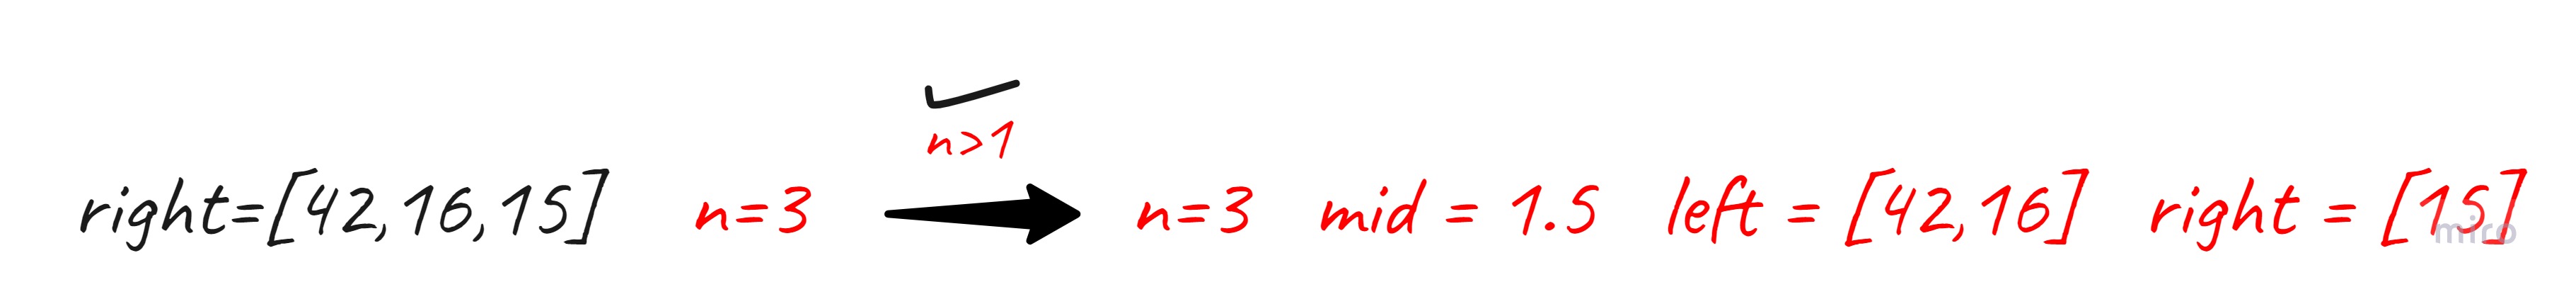 n>1
right=[42,16,15] n=3 n=3 mid = 1.5 left = [42,16] right = [15]
miro